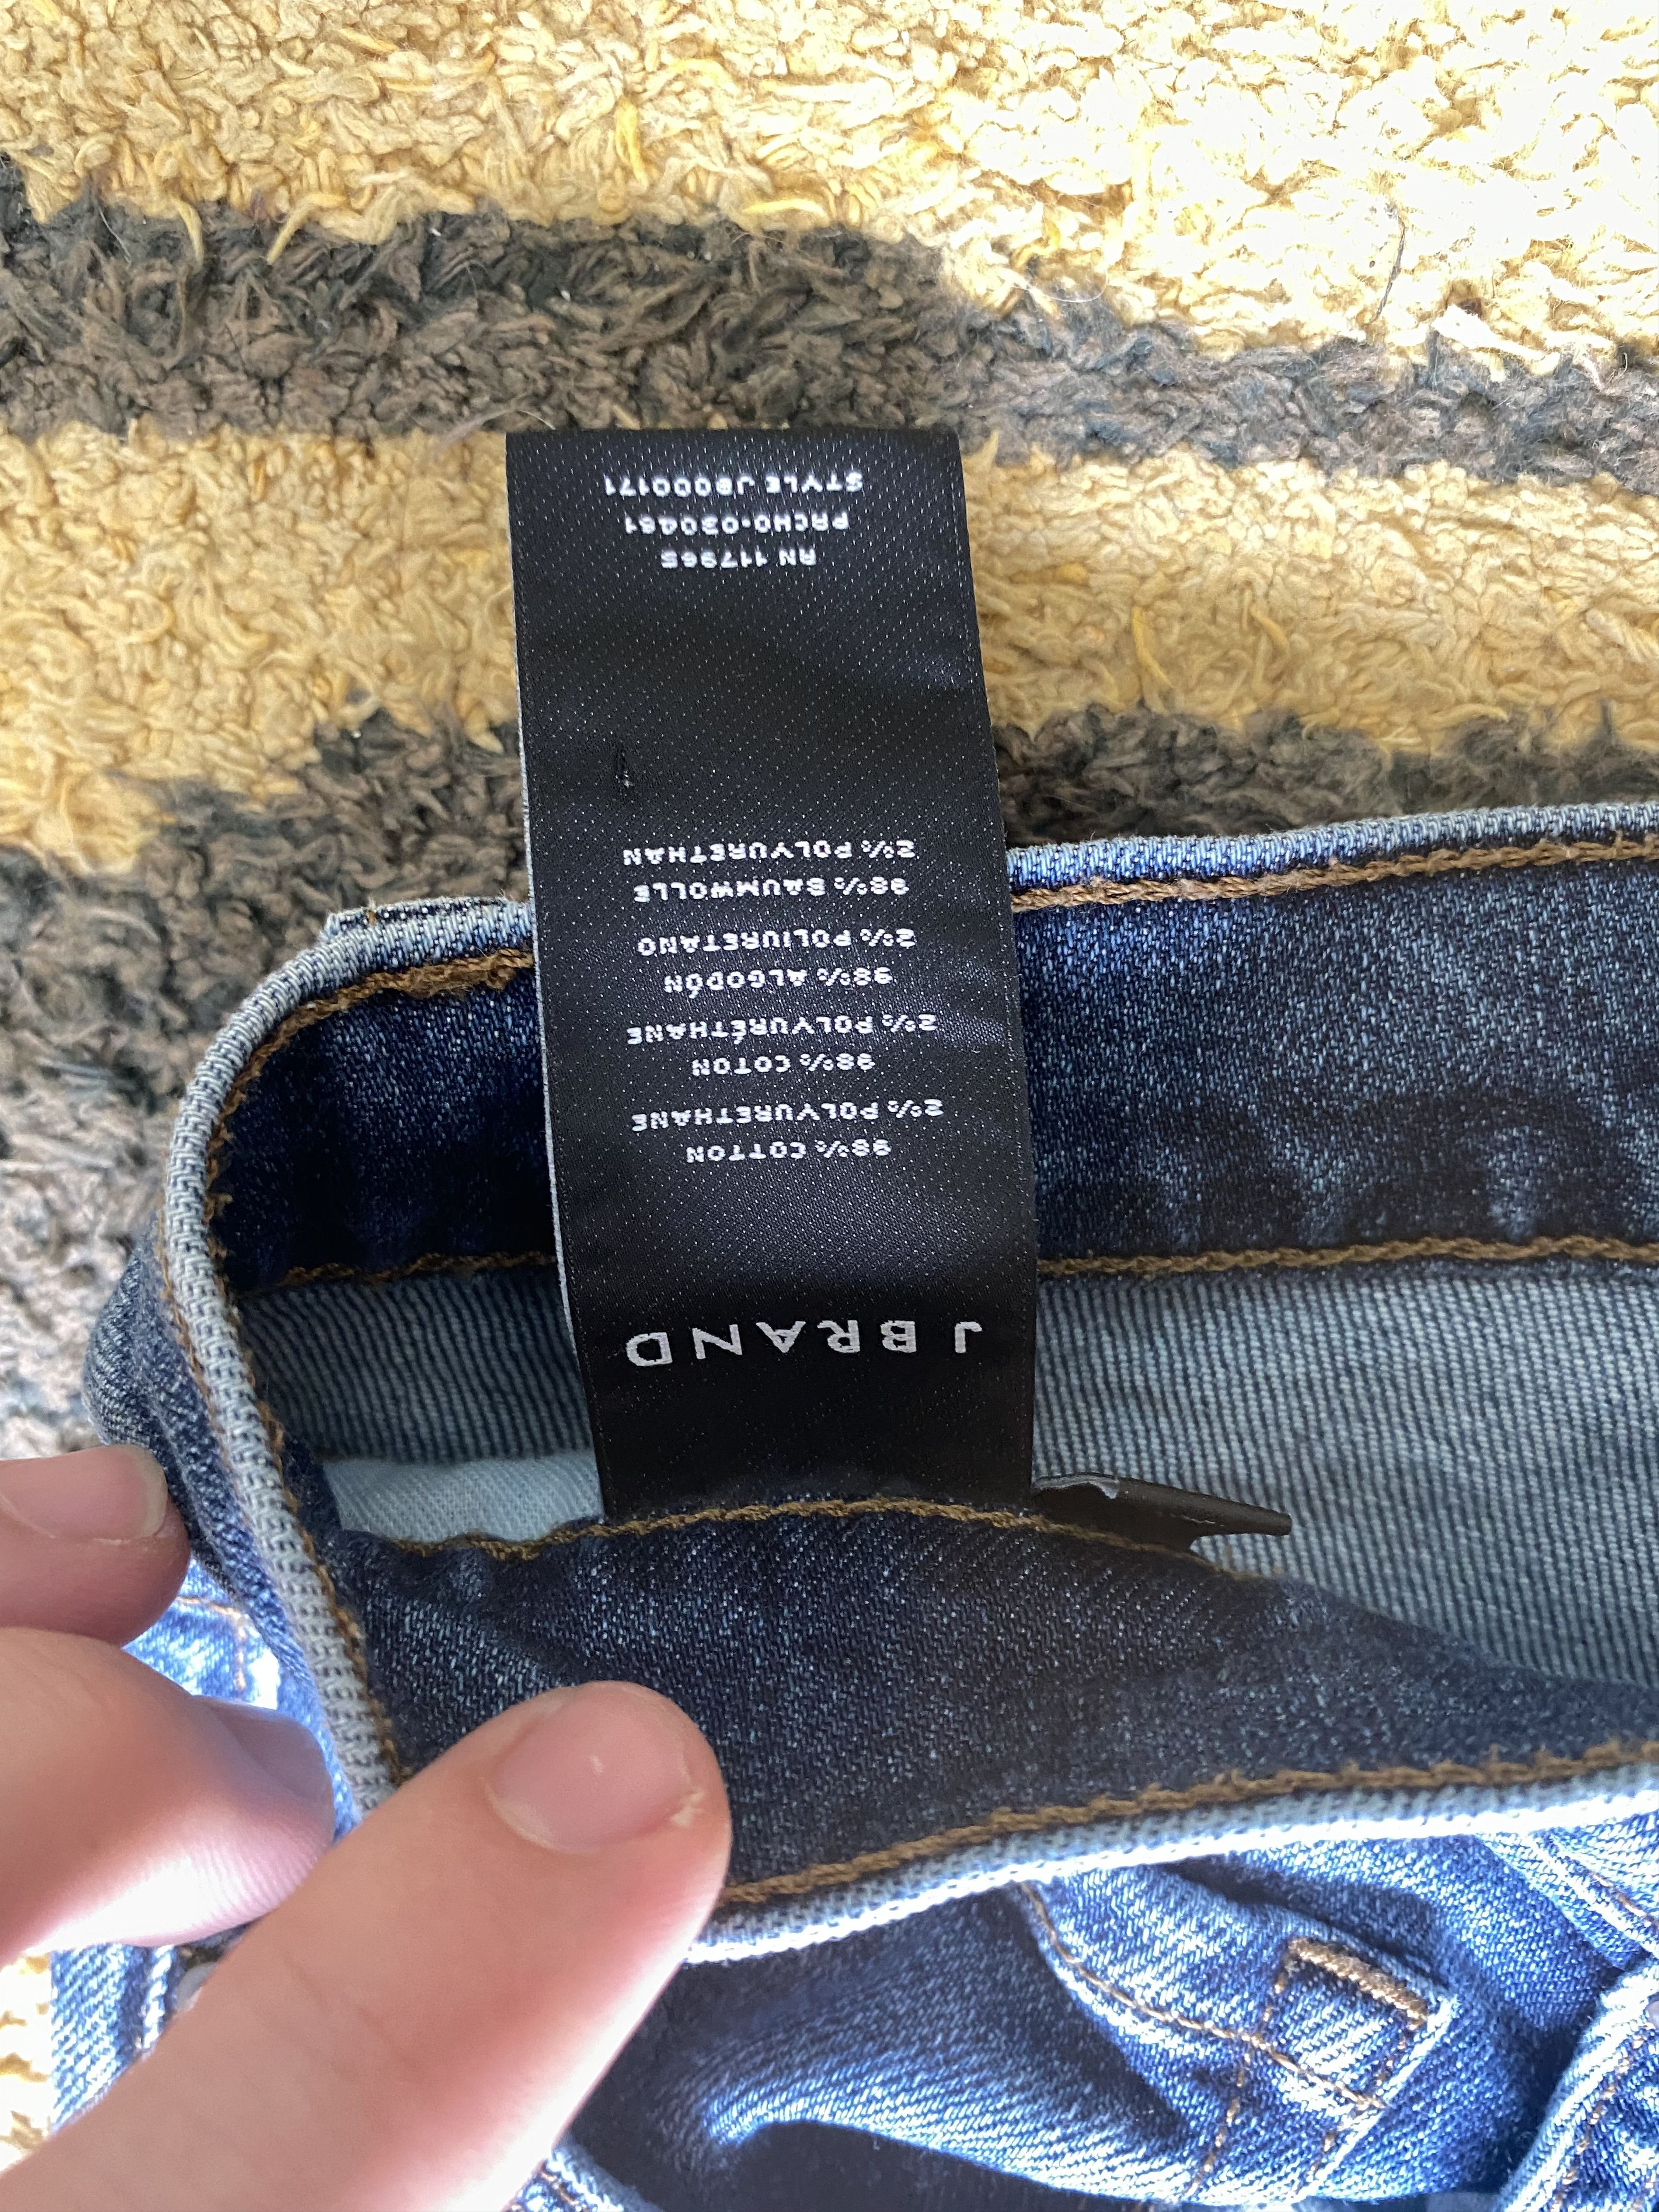 J BRAND
98% COTTON
2% POLYURETHANE
98% COTON
2% POLYURÉTHANE
98% ALGODÓN
2% POLIURETANO
98% BAUMWOLLE
2% POLYURETHAN
RN 117965
PRCHO-030481
STYLE JB000171